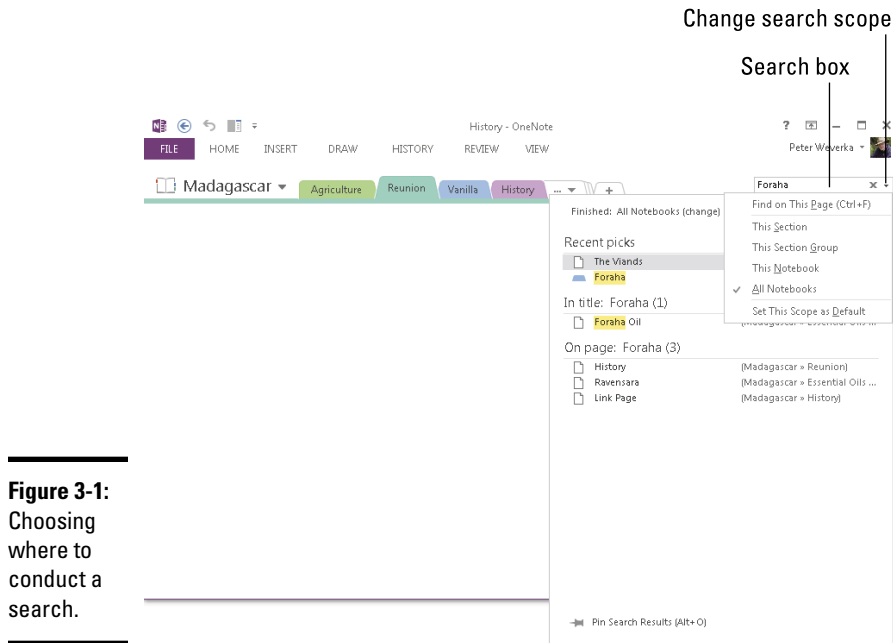 Change search scope
Search box
History - OneNote
?
FILE HOME INSERT DRAW HISTORY REVIEW VIEW
Peter Weverka
Madagascar
Agriculture Reunion Vanilla History ... +
Foraha x
Finished: All Notebooks (change)
Find on This Page (Ctrl+F)
This Section
This Section Group
This Notebook
✓ All Notebooks
Set This Scope as Default
Recent picks
The Viands
Foraha
In title: Foraha (1)
Foraha Oil (Madagascar » Essential Oils ...
On page: Foraha (3)
History (Madagascar » Reunion)
Ravensara (Madagascar » Essential Oils ...
Link Page (Madagascar » History)
Pin Search Results (Alt+O)
Figure 3-1:
Choosing
where to
conduct a
search.